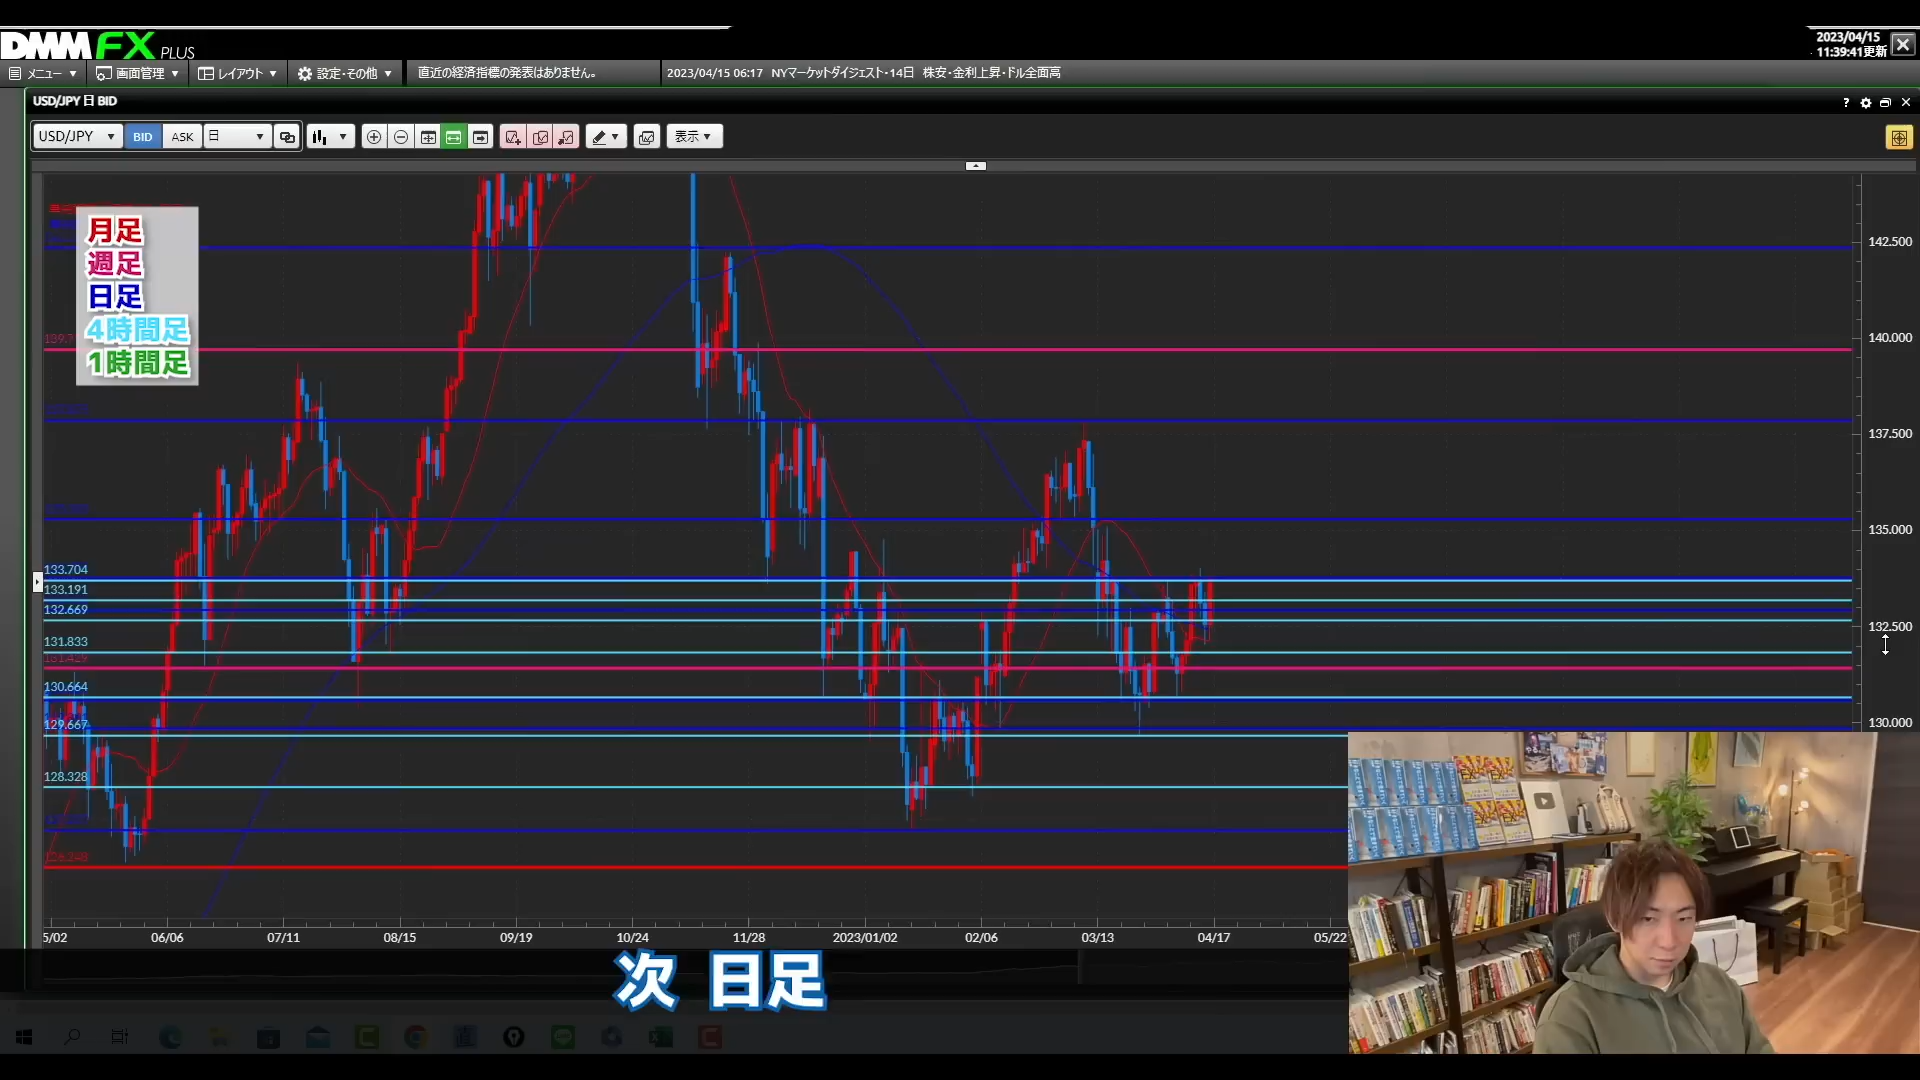 DMM FX PLUS
2023/04/15
11:39:41更新
メニュー ▼ 画面管理 ▼ レイアウト ▼ 設定・その他 ▼ 直近の経済指標の発表はありません。 2023/04/15 06:17 NYマーケットダイジェスト・14日 株安・金利上昇・ドル全面高
USD/JPY 日 BID
USD/JPY BID ASK 日 表示
月足
週足
日足
4時間足
1時間足
142.500
140.000
137.500
135.000
132.500
130.000
133.704
133.191
132.669
131.833
131.429
130.664
129.667
128.328
126.248
5/02 06/06 07/11 08/15 09/19 10/24 11/28 2023/01/02 02/06 03/13 04/17 05/22
次 日足